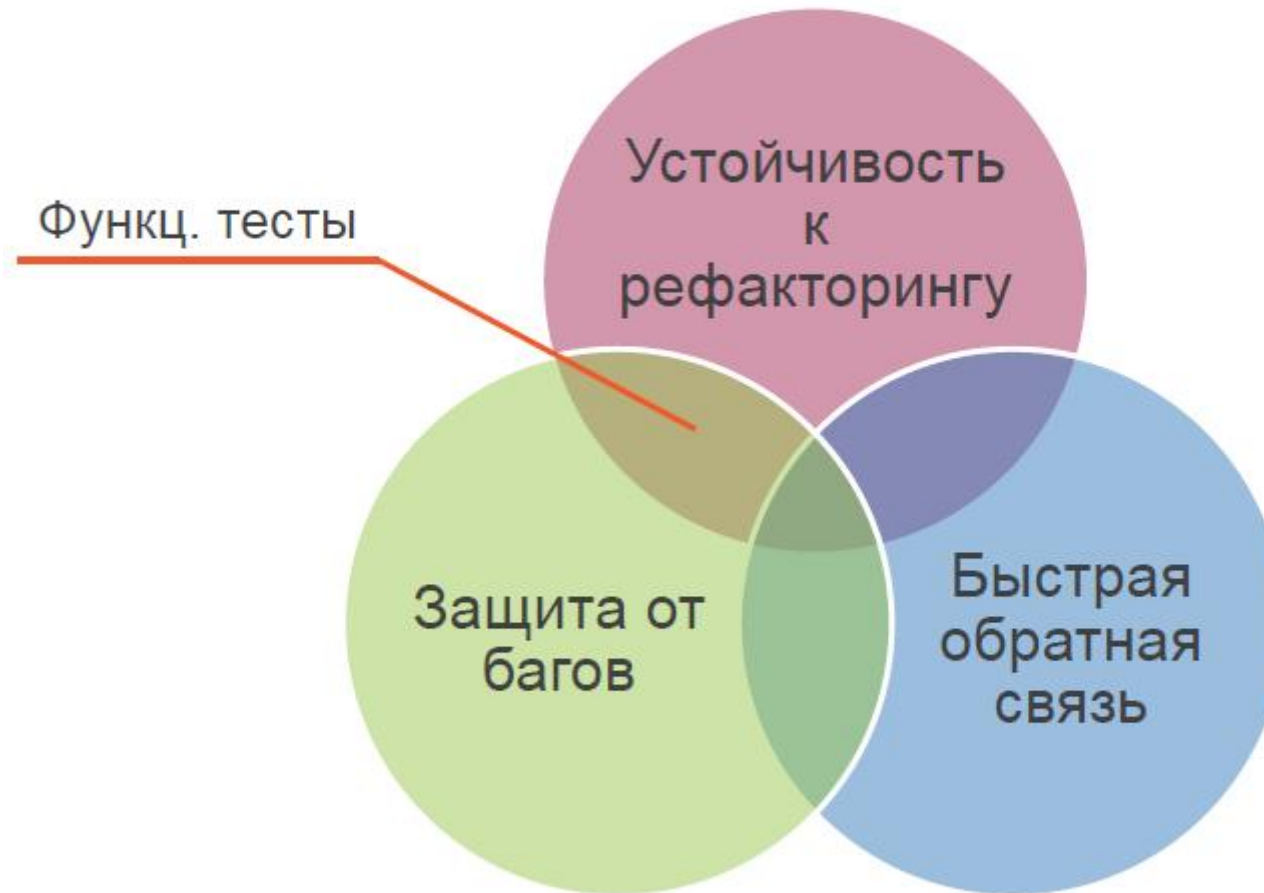 Функц. тесты
Устойчивость
к
рефакторингу
Защита от
багов
Быстрая
обратная
связь